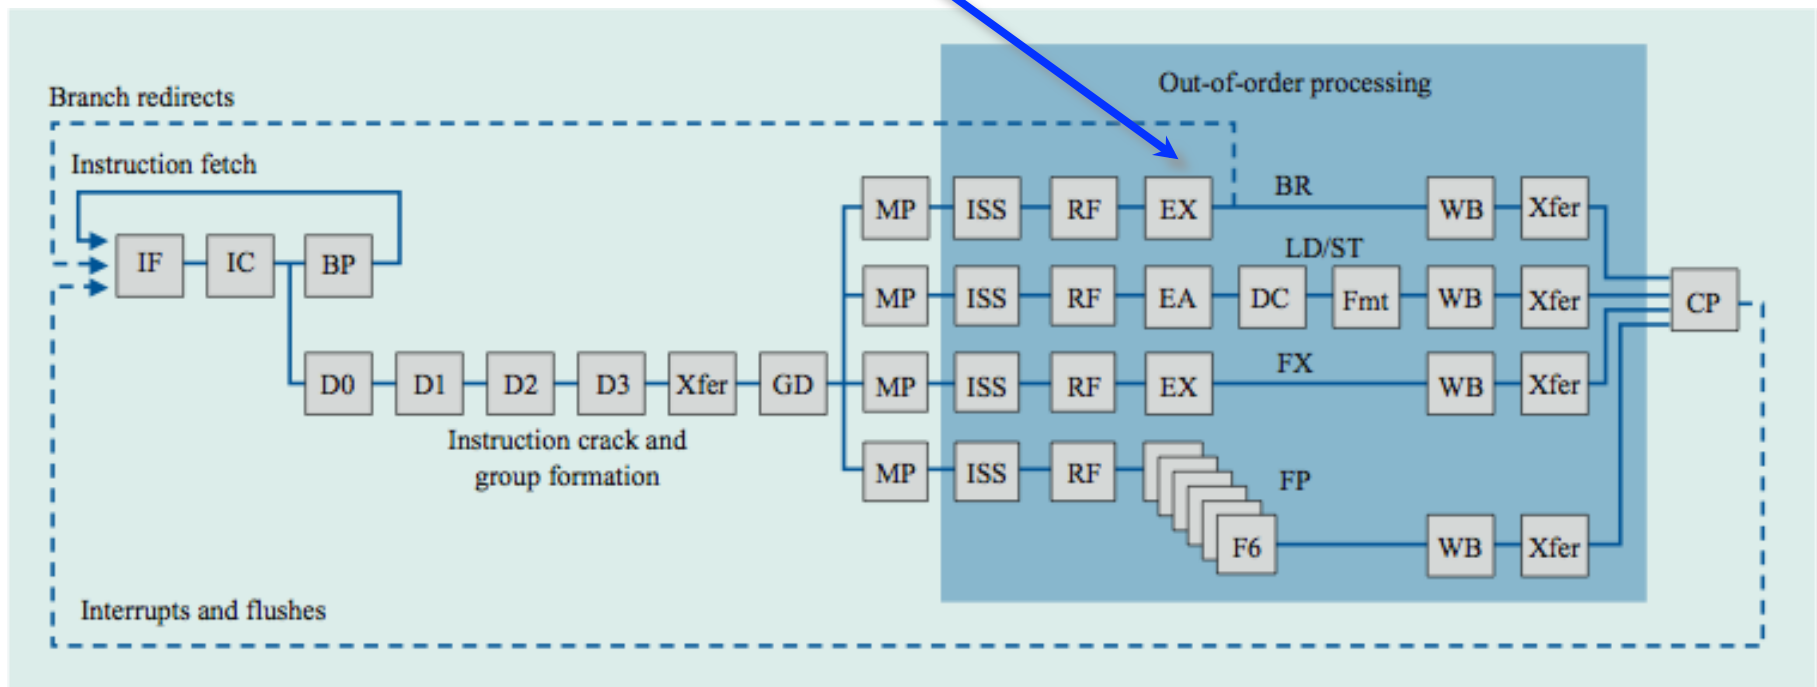 Out-of-order processing
Branch redirects
Instruction fetch
IF IC BP
MP ISS RF EX BR WB Xfer
LD/ST
MP ISS RF EA DC Fmt WB Xfer
CP
D0 D1 D2 D3 Xfer GD
MP ISS RF EX FX WB Xfer
Instruction crack and
group formation
MP ISS RF FP
F6 WB Xfer
Interrupts and flushes